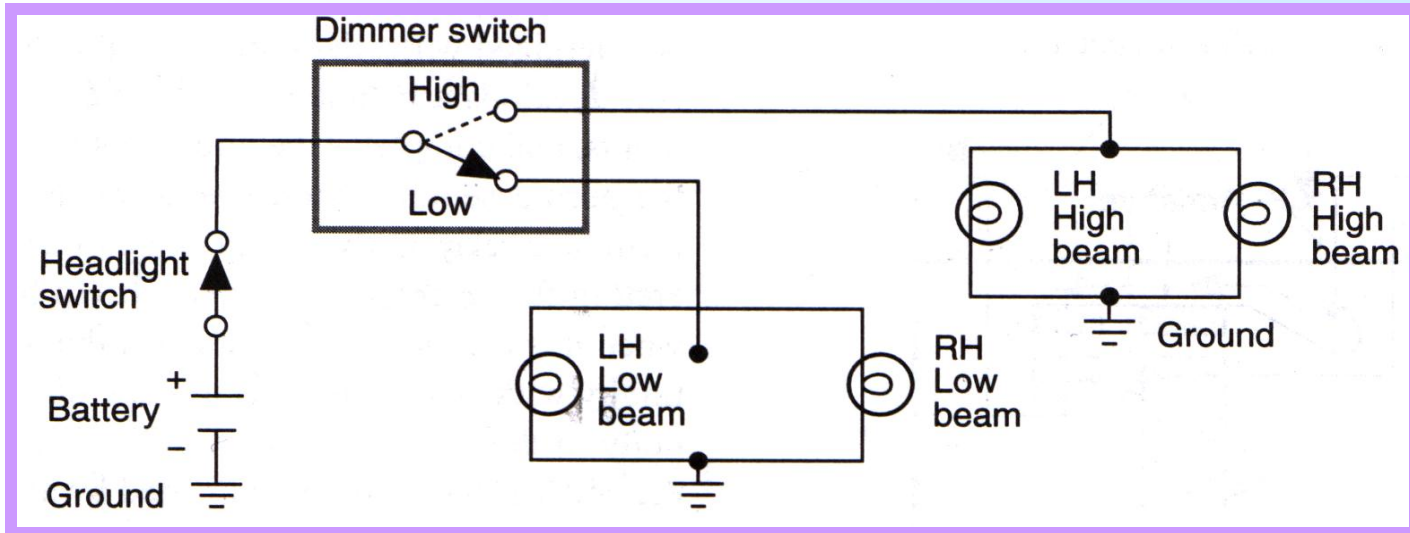 Dimmer switch
High
Low
Headlight
switch
+
Battery
−
Ground
LH
High
beam
RH
High
beam
Ground
LH
Low
beam
RH
Low
beam